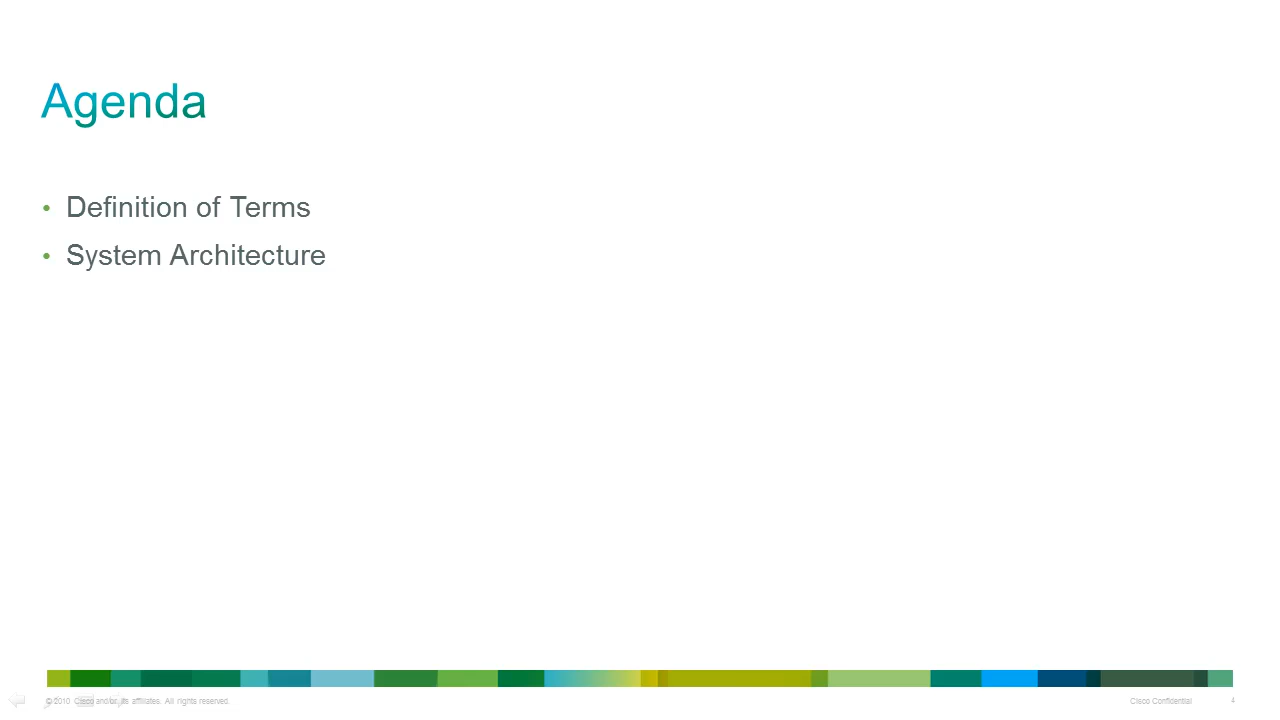 Agenda
• Definition of Terms
• System Architecture
© 2010 Cisco and/or its affiliates. All rights reserved.
Cisco Confidential
4